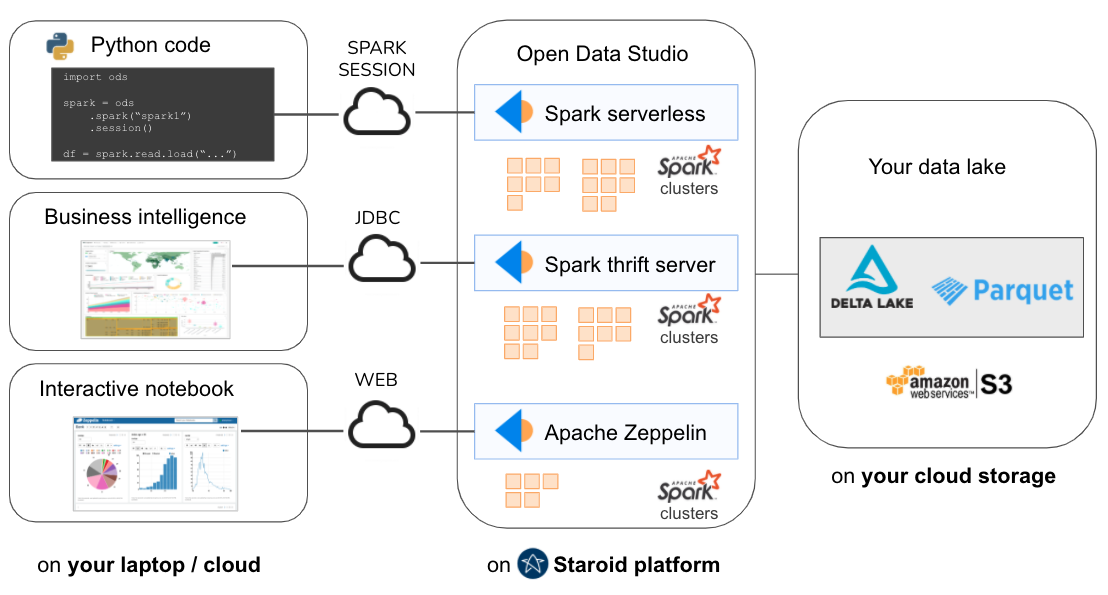 Python code
import ods
spark = ods
.spark(“spark1”)
.session()
df = spark.read.load(“...”)
Business intelligence
Interactive notebook
on your laptop / cloud
SPARK
SESSION
JDBC
WEB
Open Data Studio
Spark serverless
APACHE
Spark
clusters
Spark thrift server
APACHE
Spark
clusters
Apache Zeppelin
APACHE
Spark
clusters
on Staroid platform
Your data lake
DELTA LAKE
Parquet
amazon
web services™
S3
on your cloud storage